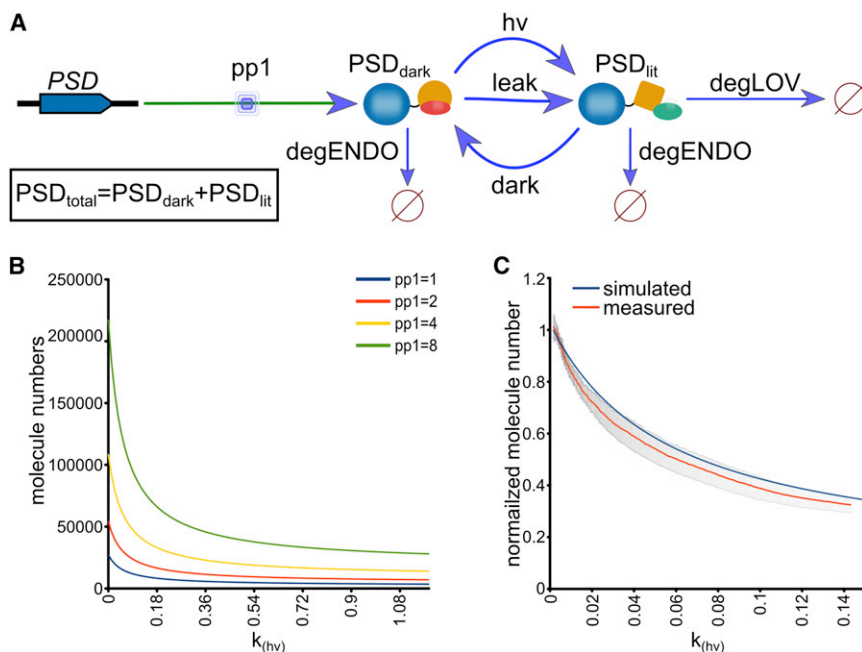 A
PSD
pp1
PSDdark
hv
leak
dark
PSDlit
degLOV
degENDO
degENDO
PSDtotal=PSDdark+PSDlit
B
250000
200000
150000
100000
50000
0
molecule numbers
pp1=1
pp1=2
pp1=4
pp1=8
0
0.18
0.36
0.54
0.72
0.9
1.08
k(hv)
C
1.2
1
0.8
0.6
0.4
0.2
0
normailzed molecule number
simulated
measured
0
0.02
0.04
0.06
0.08
0.1
0.12
0.14
k(hv)